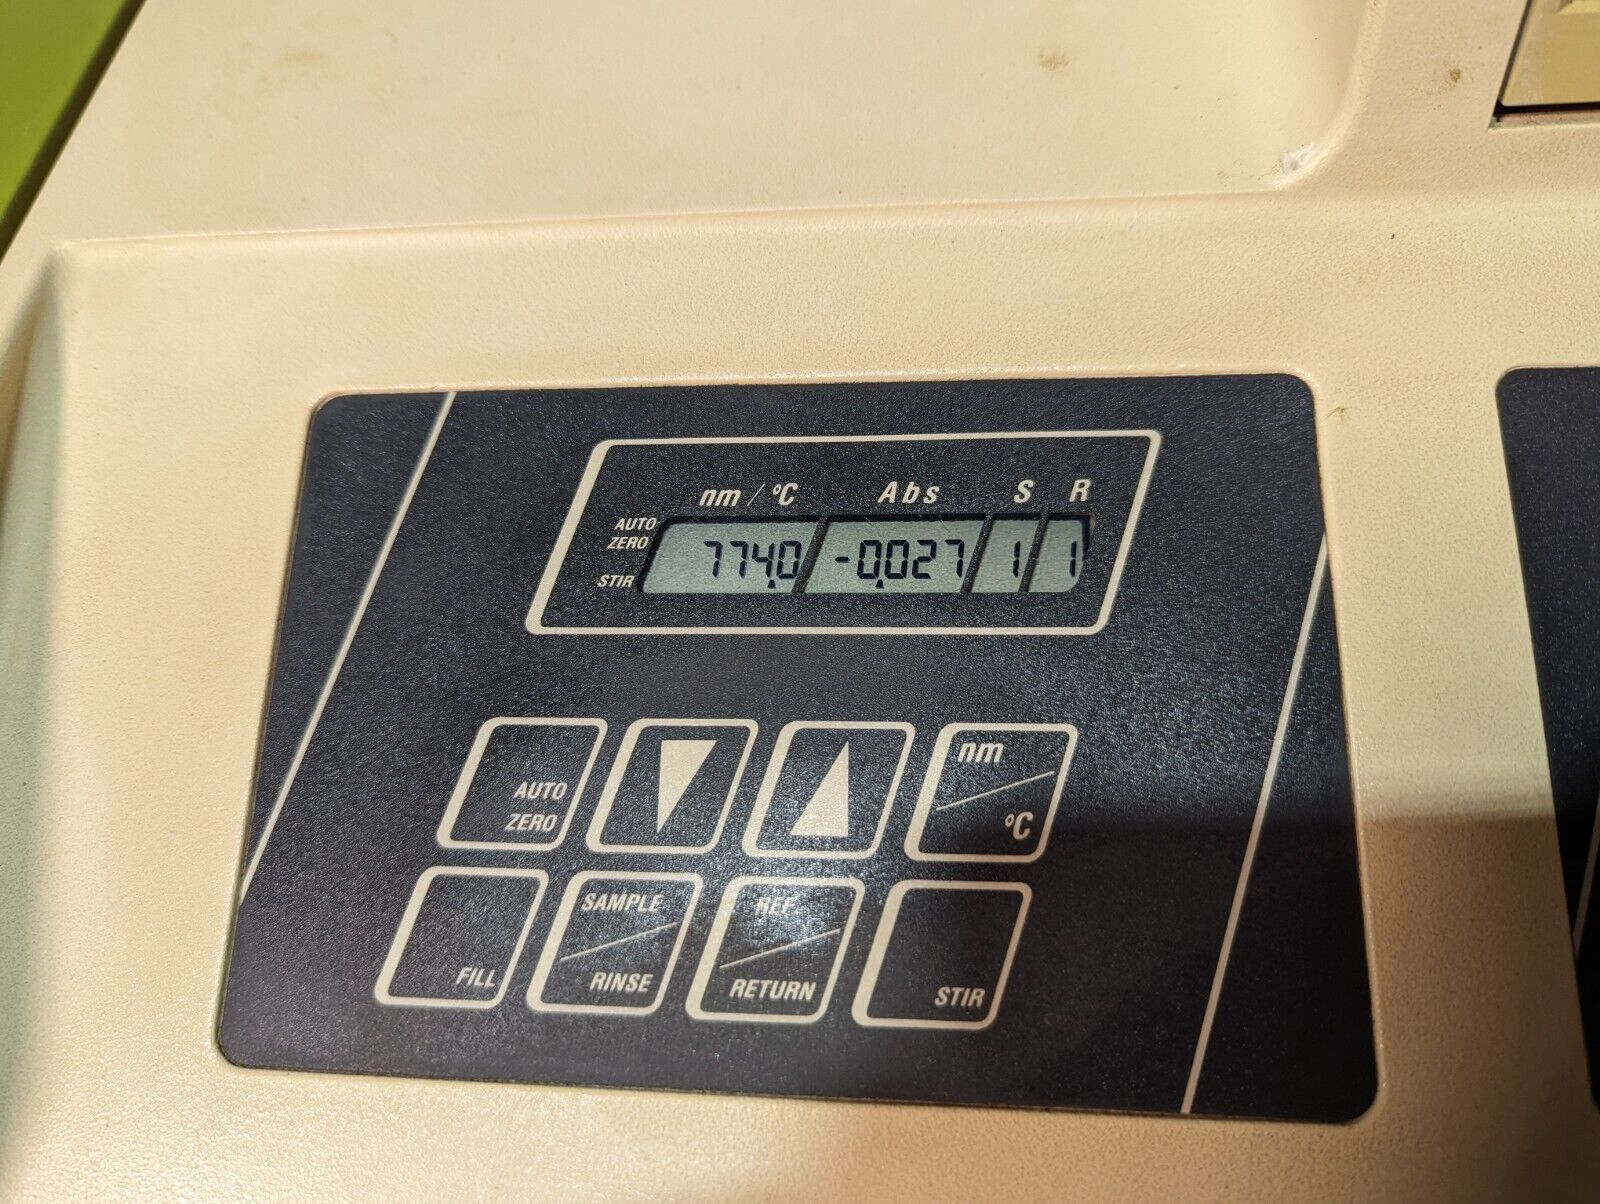 nm / °C Abs S R
AUTO
ZERO
774.0 -0.027 1 1
STIR
AUTO
ZERO
nm
°C
FILL
SAMPLE
RINSE
REF
RETURN
STIR